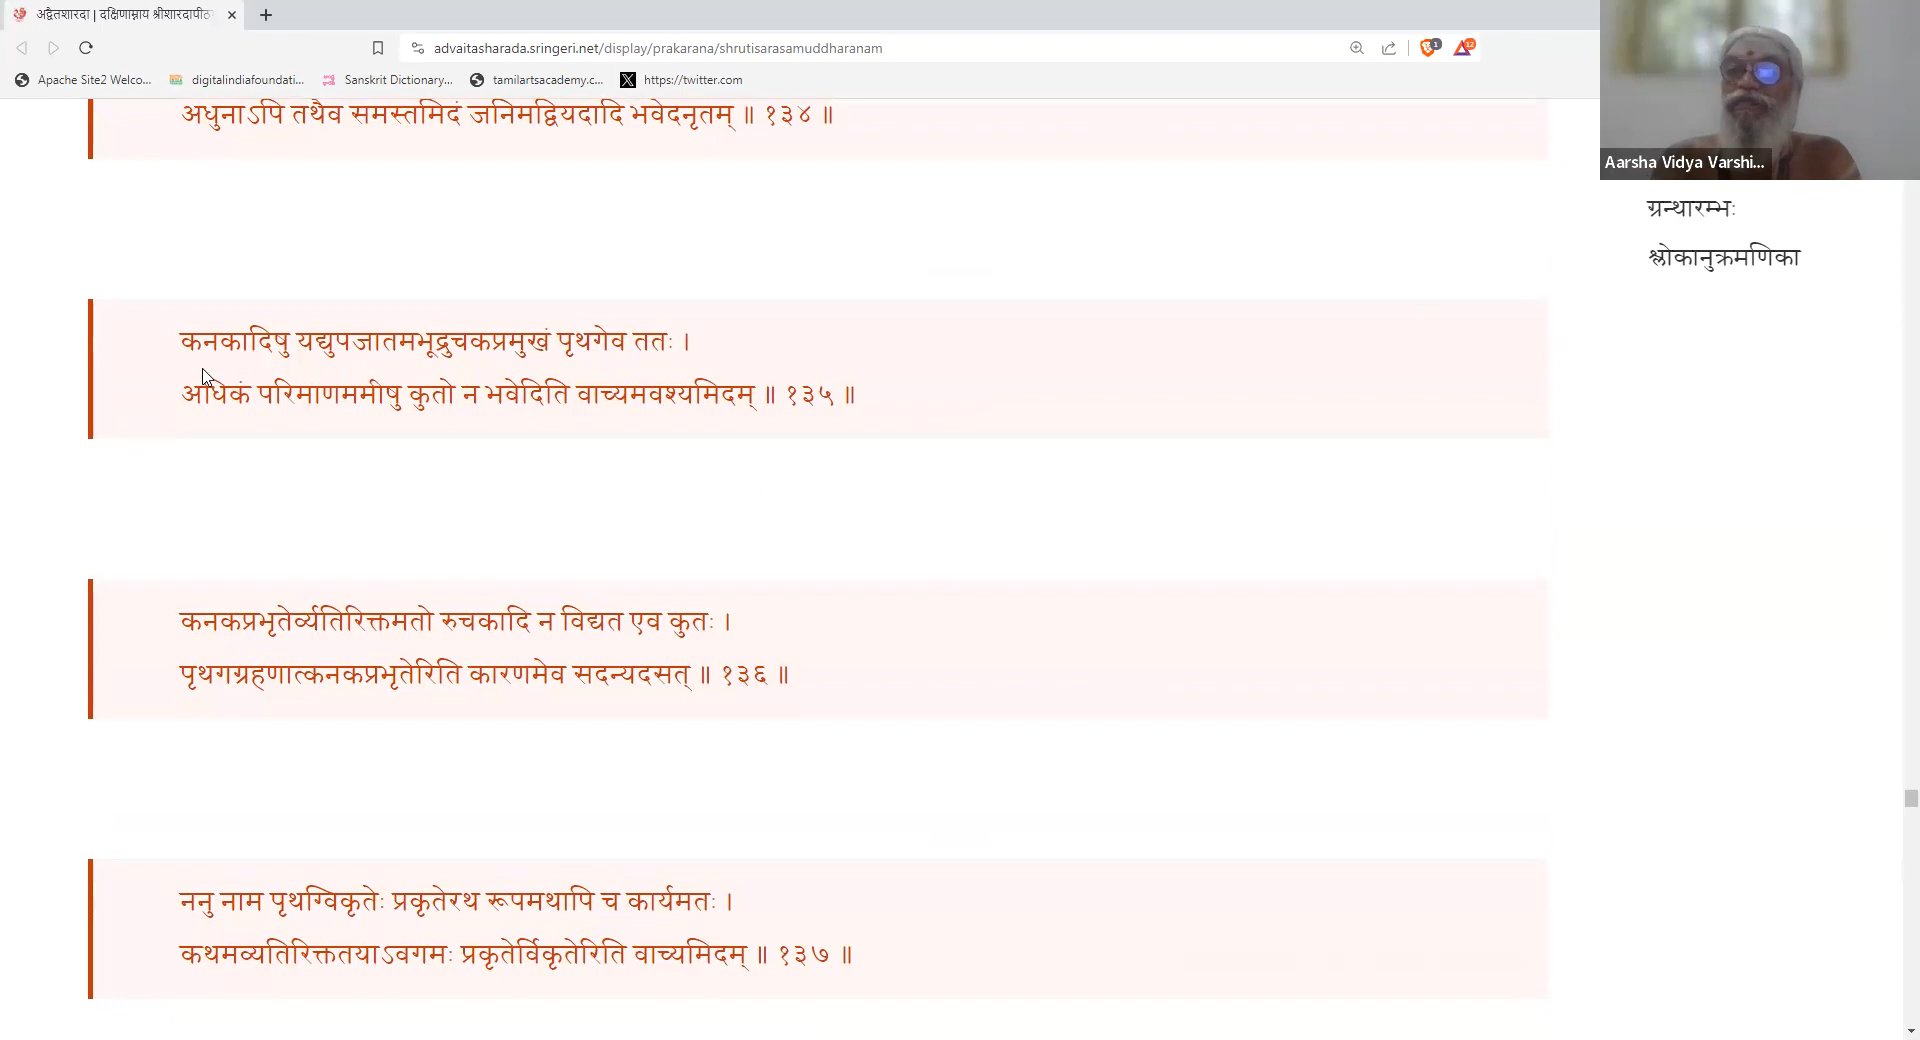 अद्वैतशारदा | दक्षिणाम्नाय श्रीशारदापीठ
advaitasharada.sringeri.net/display/prakarana/shrutisarasamuddharanam
1
12
Apache Site2 Welco...
digitalindiafoundati...
Sanskrit Dictionary...
tamilartsacademy.c...
https://twitter.com
Aarsha Vidya Varshi...
अधुनाऽपि तथैव समस्तमिदं जनिमद्वियदादि भवेदनृतम् ॥ १३४ ॥
ग्रन्थारम्भः
श्लोकानुक्रमणिका
कनकादिषु यद्युपजातमभूद्रुचकप्रमुखं पृथगेव ततः ।
अधिकं परिमाणममीषु कुतो न भवेदिति वाच्यमवश्यमिदम् ॥ १३५ ॥
कनकप्रभृतेर्व्यतिरिक्तमतो रुचकादि न विद्यत एव कुतः ।
पृथगग्रहणात्कनकप्रभृतेरिति कारणमेव सदन्यदसत् ॥ १३६ ॥
ननु नाम पृथग्विकृतेः प्रकृतेरथ रूपमथापि च कार्यमतः ।
कथमव्यतिरिक्ततयाऽवगमः प्रकृतेर्विकृतेरिति वाच्यमिदम् ॥ १३७ ॥